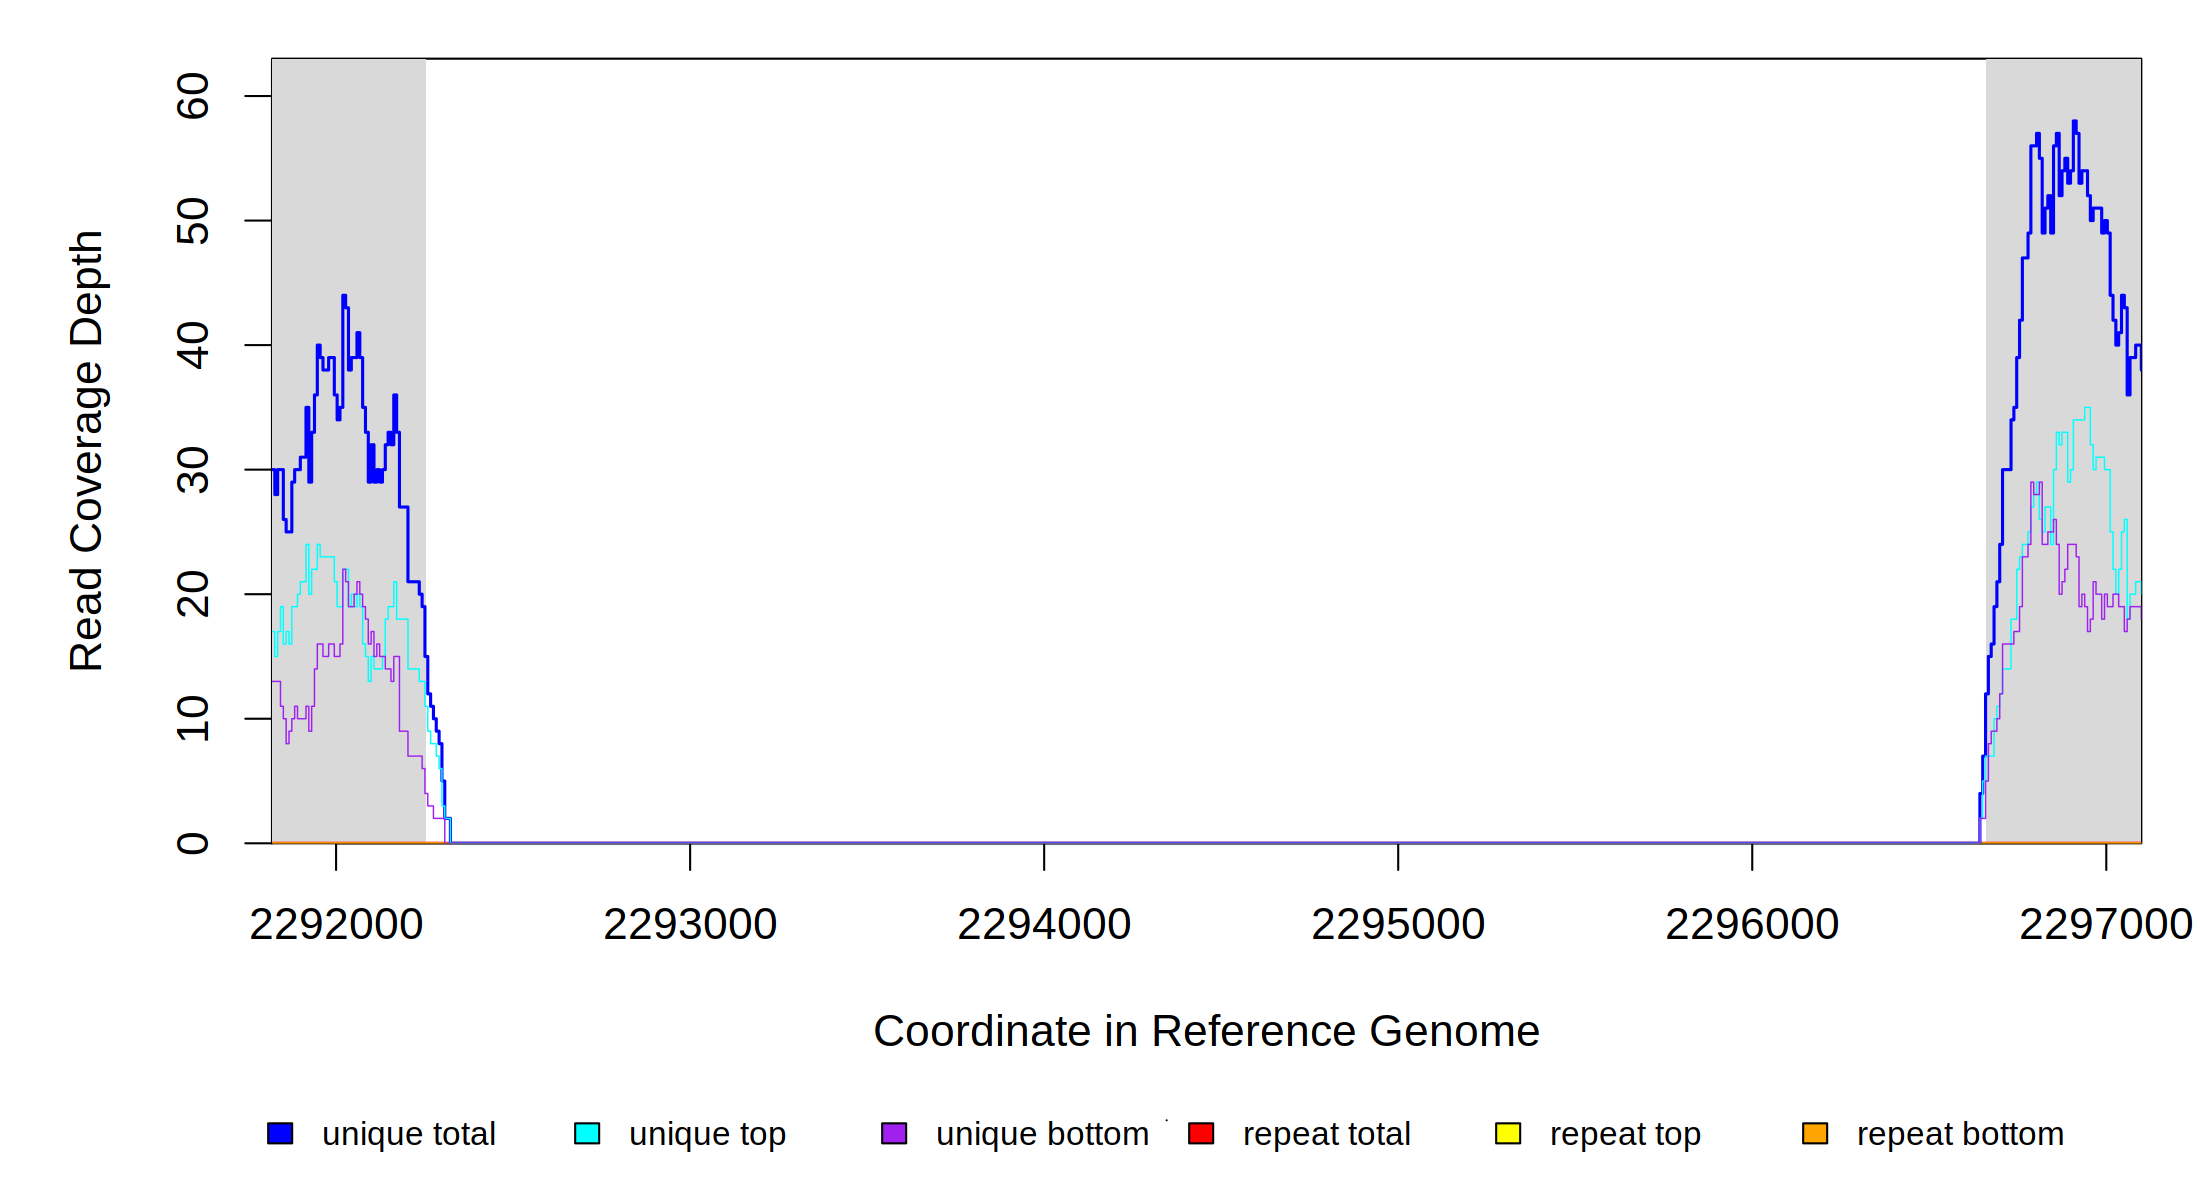 60
50
40
30
20
10
0
Read Coverage Depth
2292000 2293000 2294000 2295000 2296000 2297000
Coordinate in Reference Genome
unique total unique top unique bottom repeat total repeat top repeat bottom